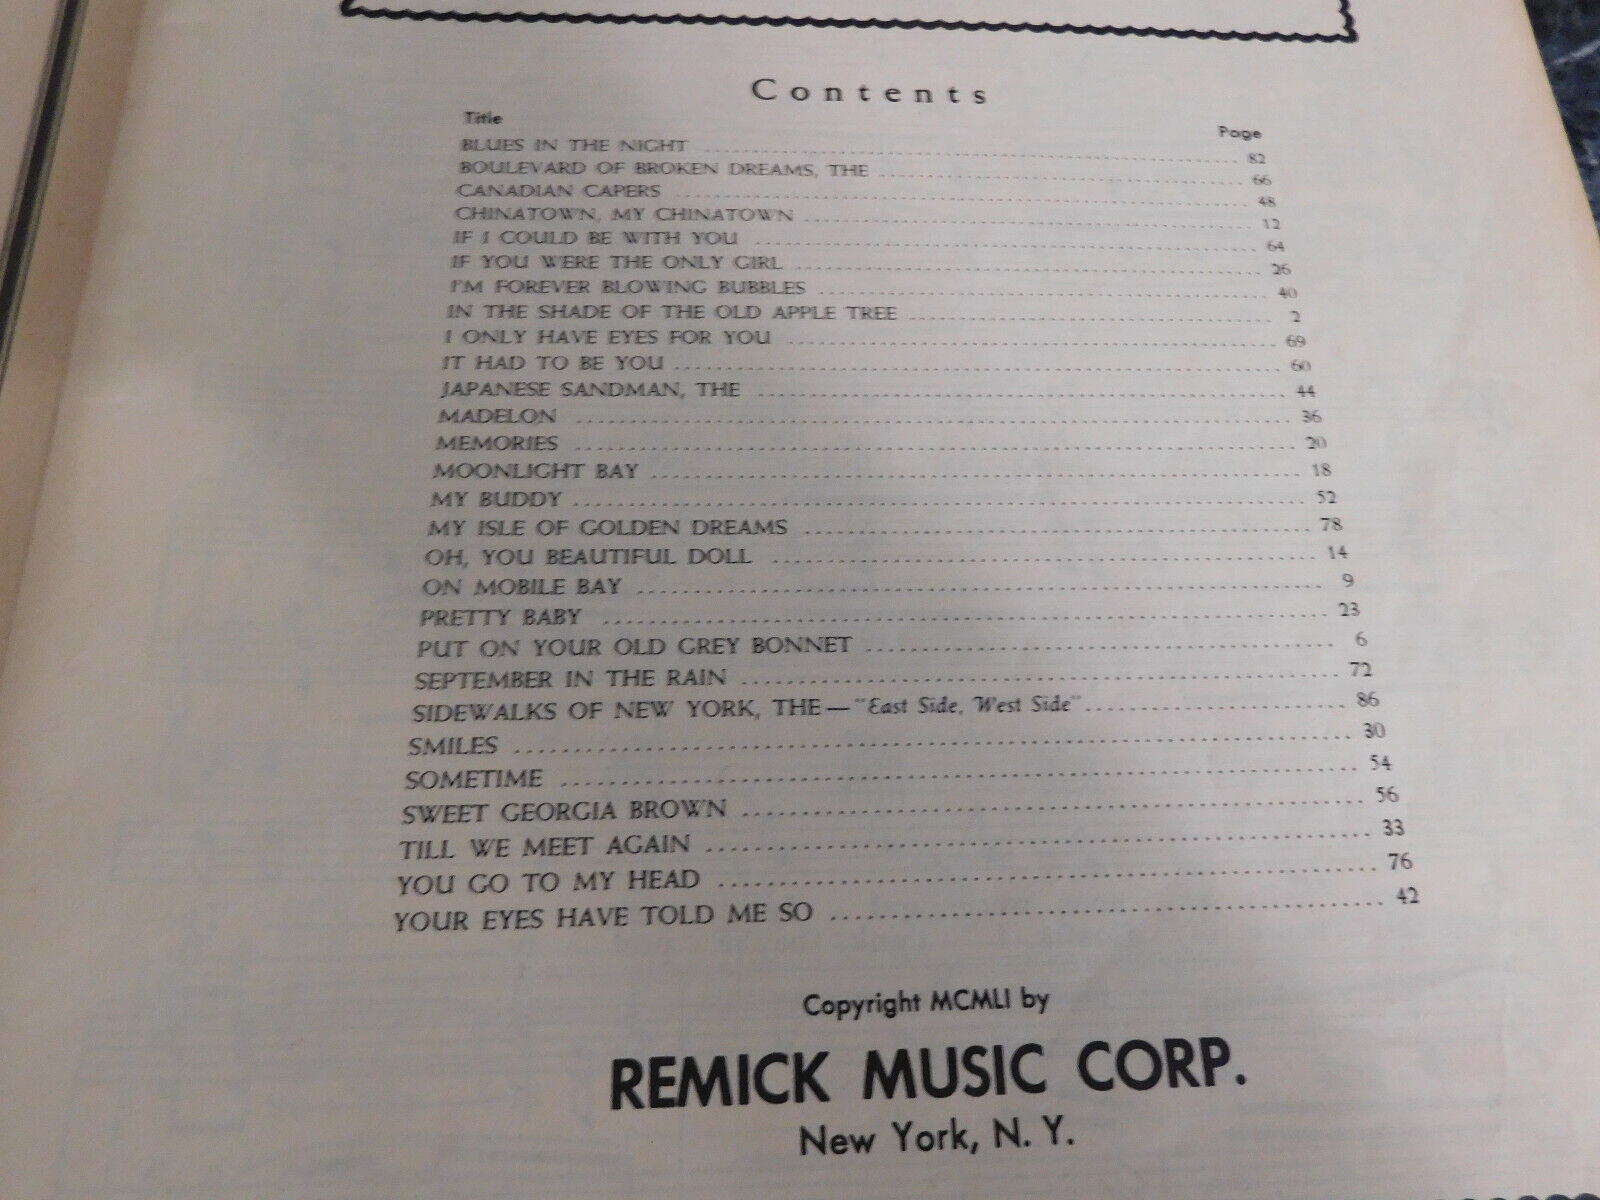 Contents
Title Page
BLUES IN THE NIGHT 82
BOULEVARD OF BROKEN DREAMS, THE 66
CANADIAN CAPERS 48
CHINATOWN, MY CHINATOWN 12
IF I COULD BE WITH YOU 64
IF YOU WERE THE ONLY GIRL 26
I'M FOREVER BLOWING BUBBLES 40
IN THE SHADE OF THE OLD APPLE TREE 2
I ONLY HAVE EYES FOR YOU 69
IT HAD TO BE YOU 60
JAPANESE SANDMAN, THE 44
MADELON 36
MEMORIES 20
MOONLIGHT BAY 18
MY BUDDY 52
MY ISLE OF GOLDEN DREAMS 78
OH, YOU BEAUTIFUL DOLL 14
ON MOBILE BAY 9
PRETTY BABY 23
PUT ON YOUR OLD GREY BONNET 6
SEPTEMBER IN THE RAIN 72
SIDEWALKS OF NEW YORK, THE—"East Side, West Side" 86
SMILES 30
SOMETIME 54
SWEET GEORGIA BROWN 56
TILL WE MEET AGAIN 33
YOU GO TO MY HEAD 76
YOUR EYES HAVE TOLD ME SO 42
Copyright MCMLI by
REMICK MUSIC CORP.
New York, N. Y.